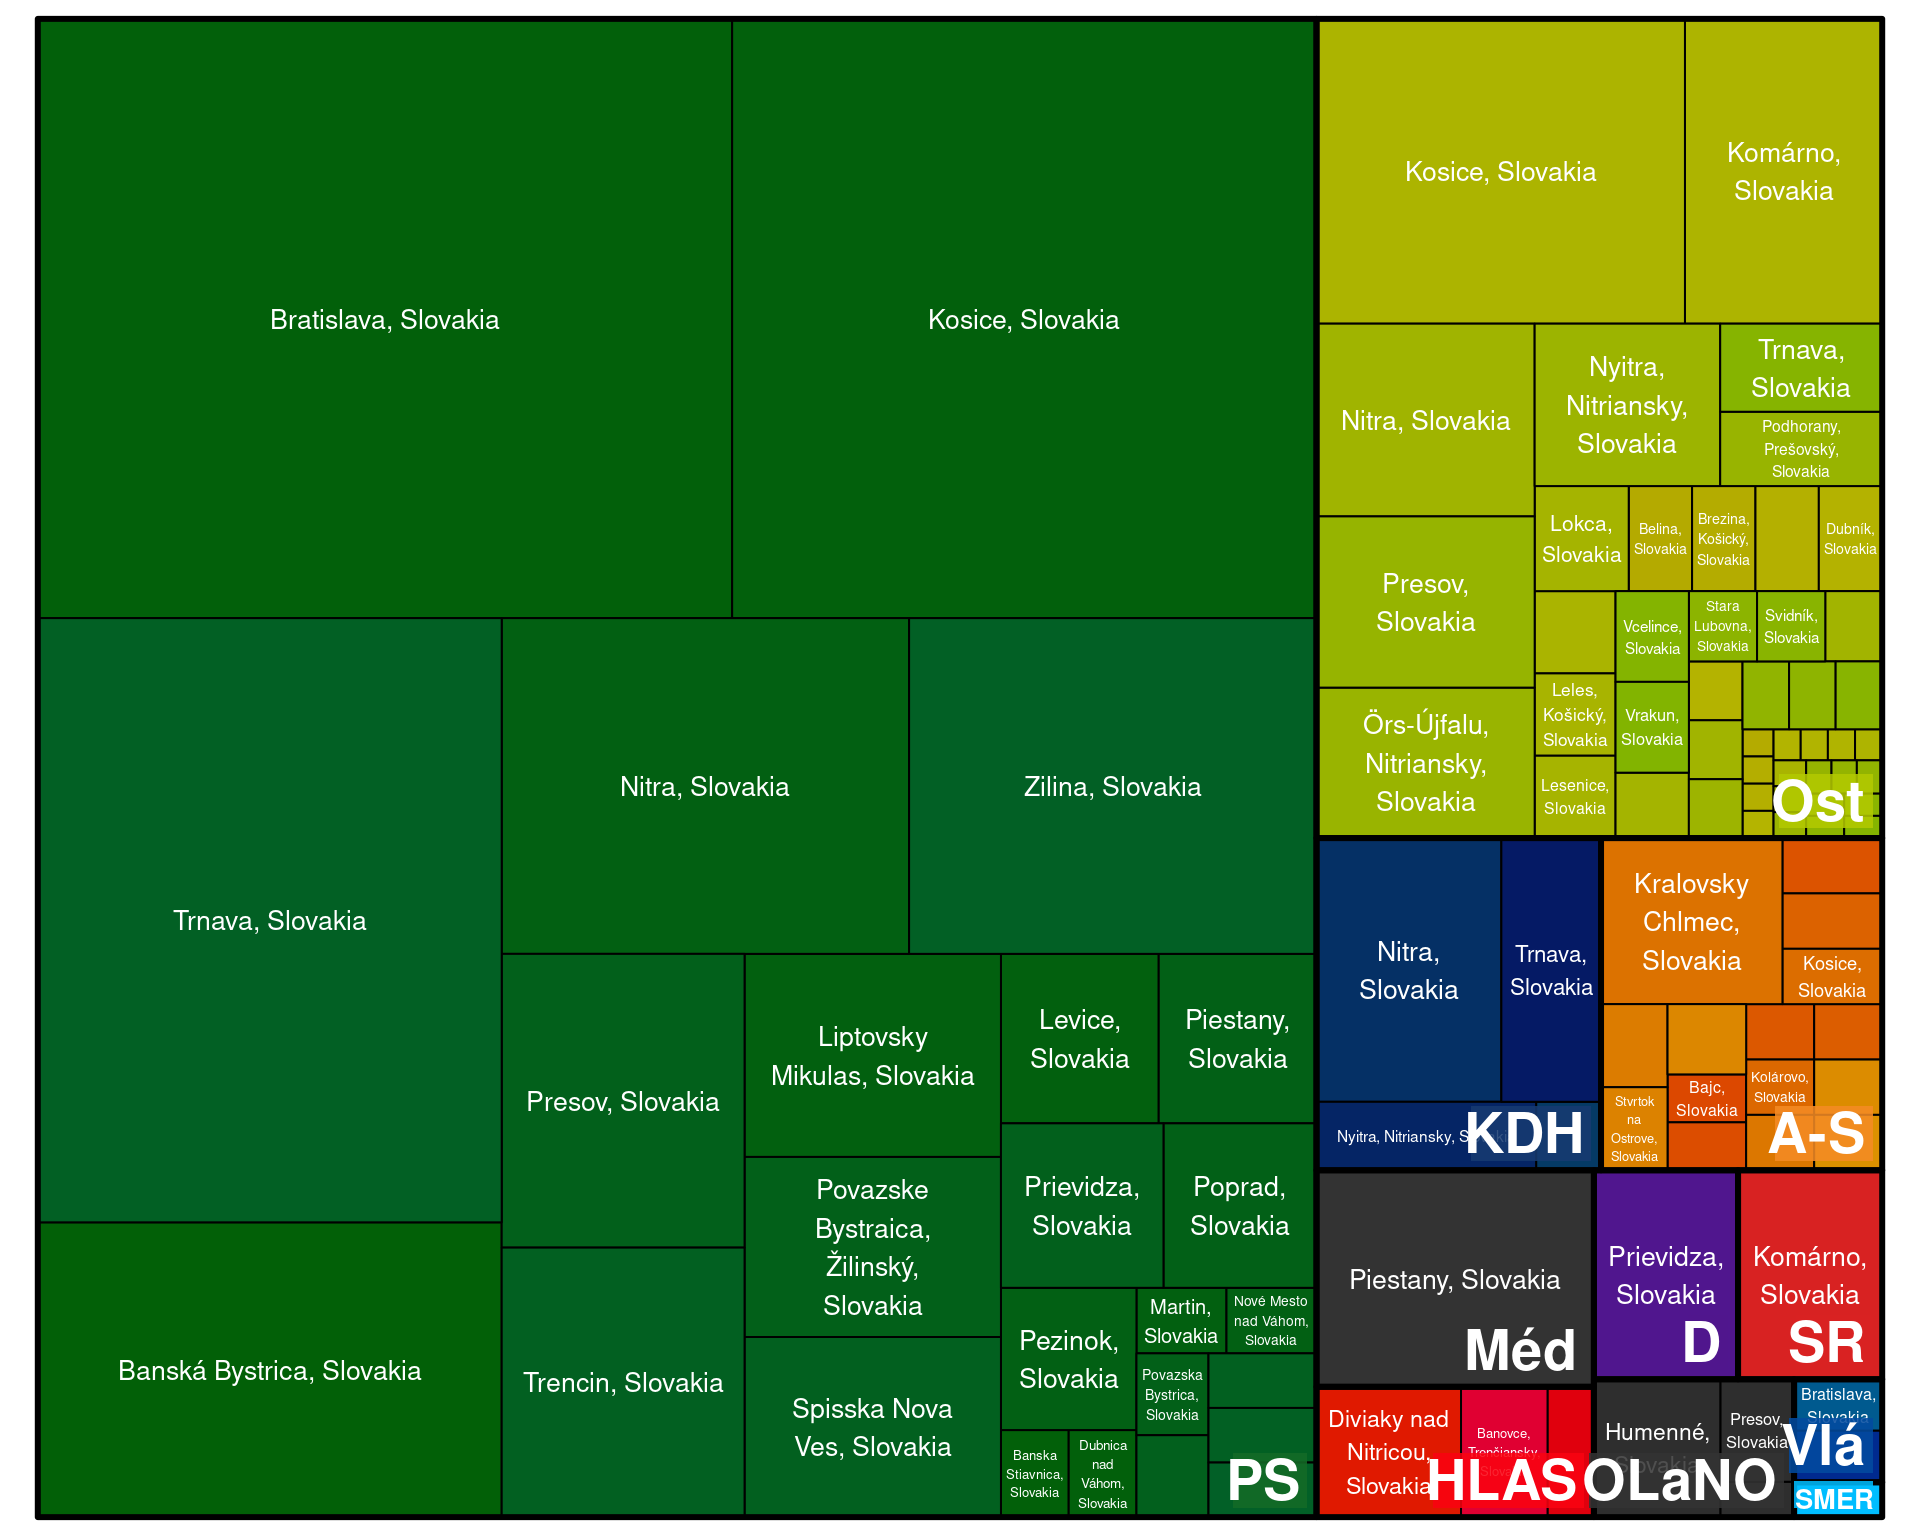 Bratislava, Slovakia
Kosice, Slovakia
Trnava, Slovakia
Nitra, Slovakia
Zilina, Slovakia
Banská Bystrica, Slovakia
Presov, Slovakia
Trencin, Slovakia
Liptovsky
Mikulas, Slovakia
Povazske
Bystraica,
Žilinský,
Slovakia
Spisska Nova
Ves, Slovakia
Levice,
Slovakia
Piestany,
Slovakia
Prievidza,
Slovakia
Poprad,
Slovakia
Pezinok,
Slovakia
Martin,
Slovakia
Nové Mesto
nad Váhom,
Slovakia
Povazska
Bystrica,
Slovakia
Banska
Stiavnica,
Slovakia
Dubnica
nad
Váhom,
Slovakia
PS
Kosice, Slovakia
Komárno,
Slovakia
Nitra, Slovakia
Nyitra,
Nitriansky,
Slovakia
Trnava,
Slovakia
Podhorany,
Prešovský,
Slovakia
Presov,
Slovakia
Örs-Újfalu,
Nitriansky,
Slovakia
Lokca,
Slovakia
Belina,
Slovakia
Brezina,
Košický,
Slovakia
Dubník,
Slovakia
Vcelince,
Slovakia
Stara
Lubovna,
Slovakia
Svidník,
Slovakia
Leles,
Košický,
Slovakia
Vrakun,
Slovakia
Lesenice,
Slovakia
Ost
Nitra,
Slovakia
Trnava,
Slovakia
Nyitra, Nitriansky, Slovakia
KDH
Kralovsky
Chlmec,
Slovakia
Kosice,
Slovakia
Stvrtok
na
Ostrove,
Slovakia
Bajc,
Slovakia
Kolárovo,
Slovakia
A-S
Piestany, Slovakia
Méd
Prievidza,
Slovakia
D
Komárno,
Slovakia
SR
Diviaky nad
Nitricou,
Slovakia
Banovce,
Trenčiansky,
Slovakia
HLAS
Humenné,
Slovakia
Presov,
Slovakia
OLaNO
Bratislava,
Slovakia
Vlá
SMER